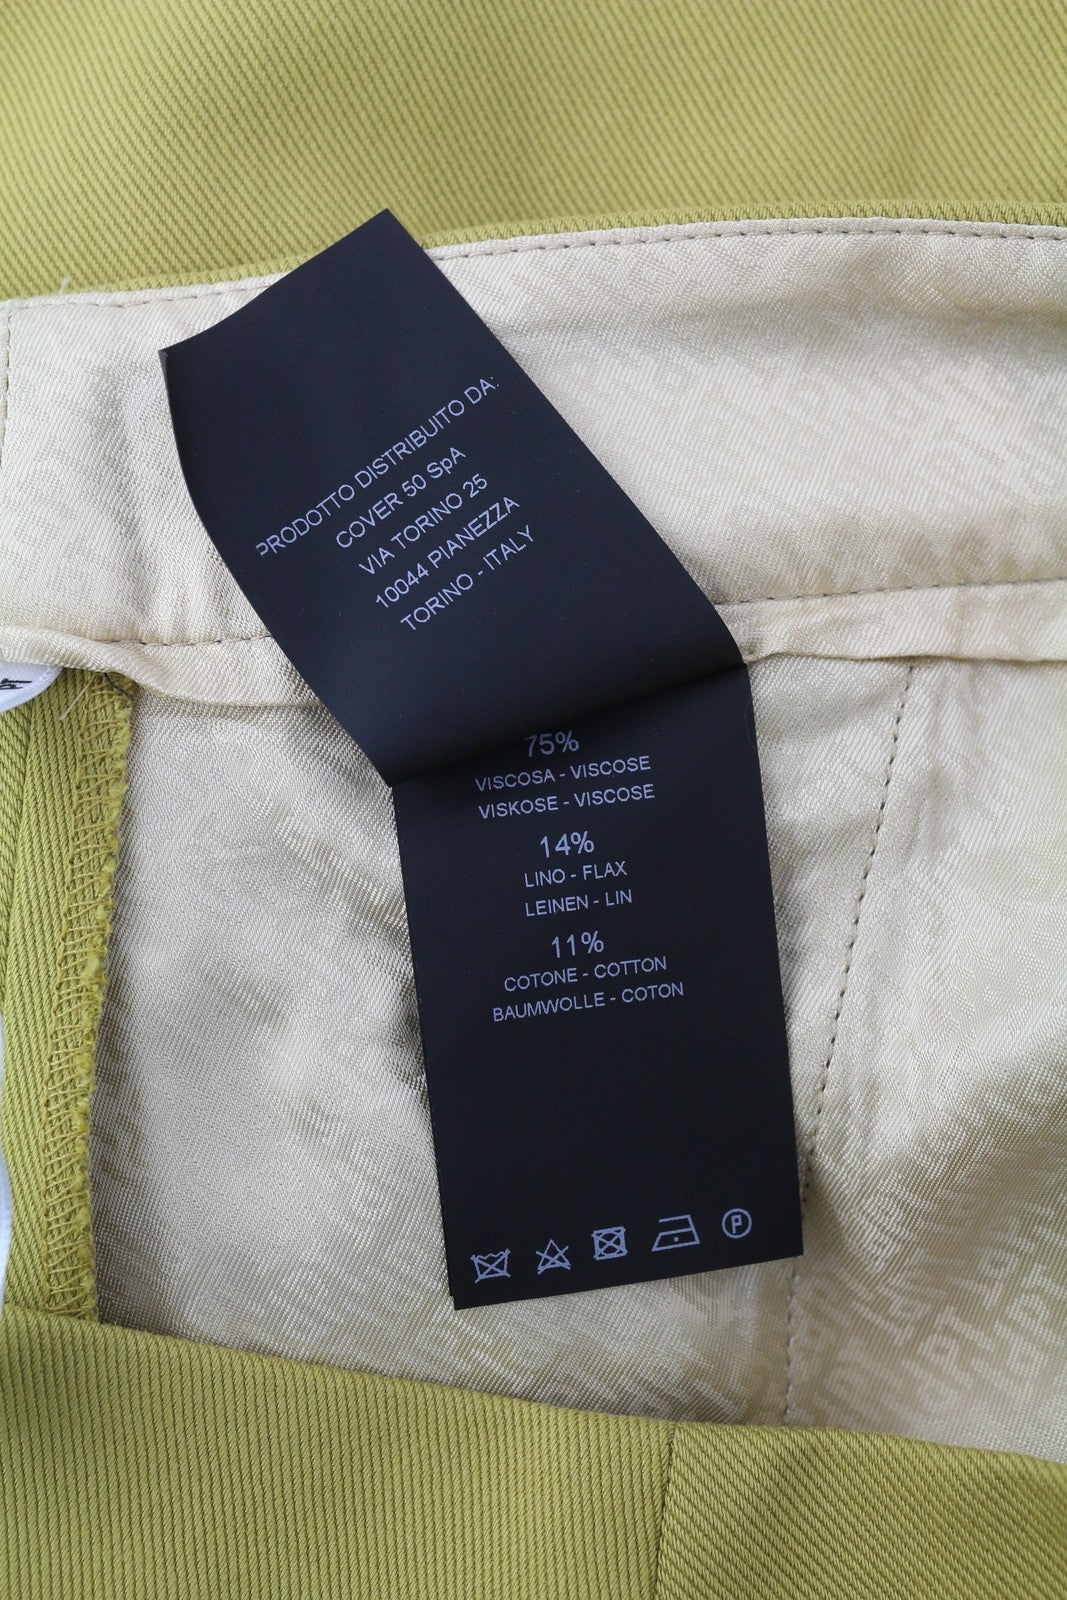 PRODOTTO DISTRIBUITO DA:
COVER 50 SpA
VIA TORINO 25
10044 PIANEZZA
TORINO - ITALY
75%
VISCOSA - VISCOSE
VISKOSE - VISCOSE
14%
LINO - FLAX
LEINEN - LIN
11%
COTONE - COTTON
BAUMWOLLE - COTON
P